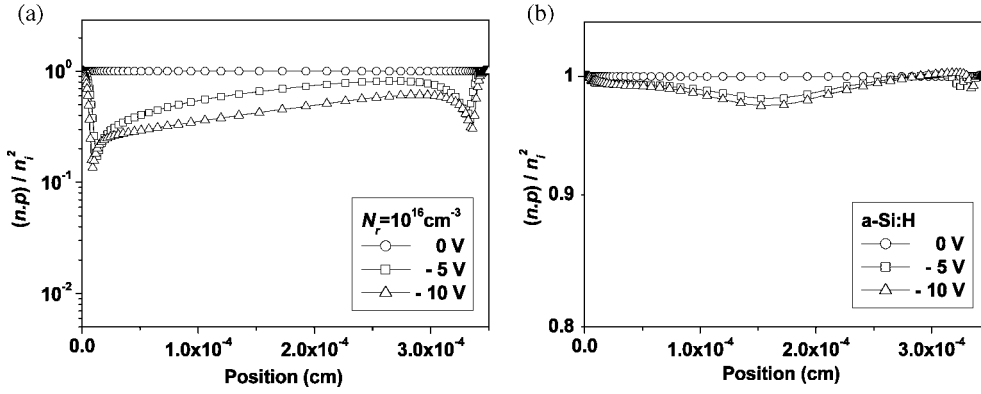 (a)
(n.p) / n_i^2
10^0
10^-1
10^-2
N_r=10^16cm^-3
0 V
- 5 V
- 10 V
0.0
1.0x10^-4
2.0x10^-4
3.0x10^-4
Position (cm)
(b)
(n.p) / n_i^2
1
0.9
0.8
a-Si:H
0 V
- 5 V
- 10 V
0.0
1.0x10^-4
2.0x10^-4
3.0x10^-4
Position (cm)